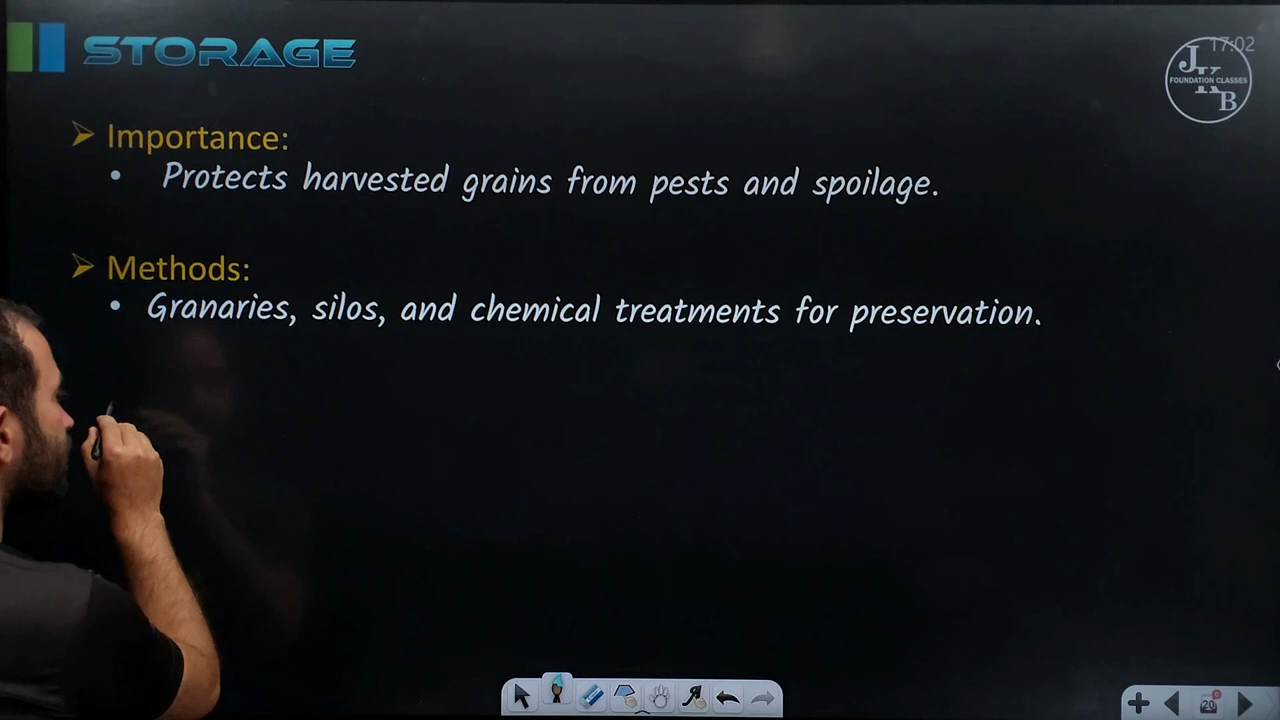 STORAGE
17:02
J
FOUNDATION CLASSES
K
B
➤ Importance:
• Protects harvested grains from pests and spoilage.
➤ Methods:
• Granaries, silos, and chemical treatments for preservation.
20